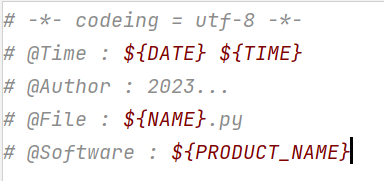 # -*- codeing = utf-8 -*-
# @Time : ${DATE} ${TIME}
# @Author : 2023...
# @File : ${NAME}.py
# @Software : ${PRODUCT_NAME}